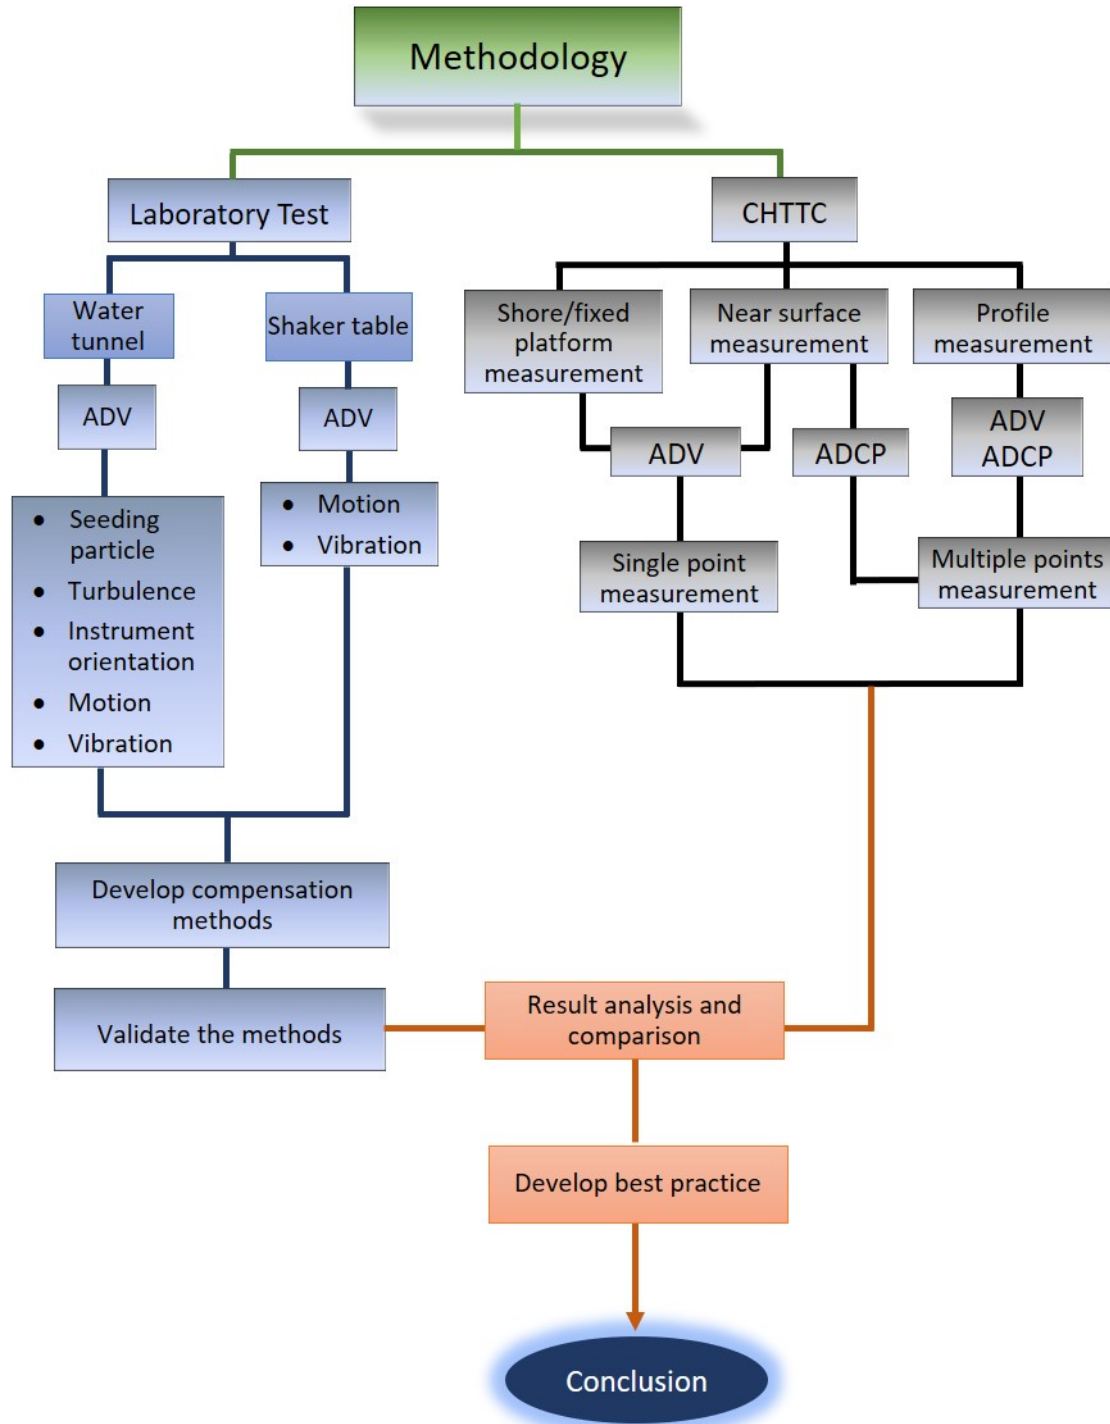 Methodology
Laboratory Test
CHTTC
Water
tunnel
Shaker table
Shore/fixed
platform
measurement
Near surface
measurement
Profile
measurement
ADV
ADV
ADV
ADCP
ADV
ADCP
• Seeding
particle
• Turbulence
• Instrument
orientation
• Motion
• Vibration
• Motion
• Vibration
Single point
measurement
Multiple points
measurement
Develop compensation
methods
Validate the methods
Result analysis and
comparison
Develop best practice
Conclusion